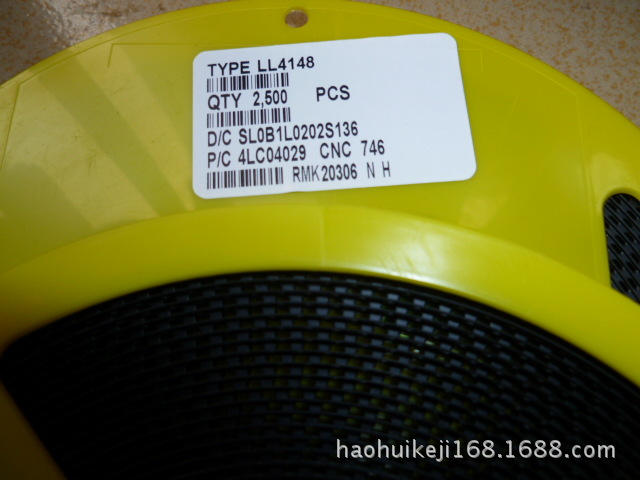 TYPE LL4148
QTY 2,500 PCS
D/C SL0B1L0202S136
P/C 4LC04029 CNC 746
RMK20306 N H
haohuikeji168.1688.com